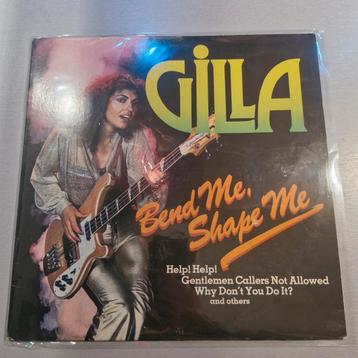 GiLLA
Bend Me,
Shape Me
Help! Help!
Gentlemen Callers Not Allowed
Why Don't You Do It?
and others